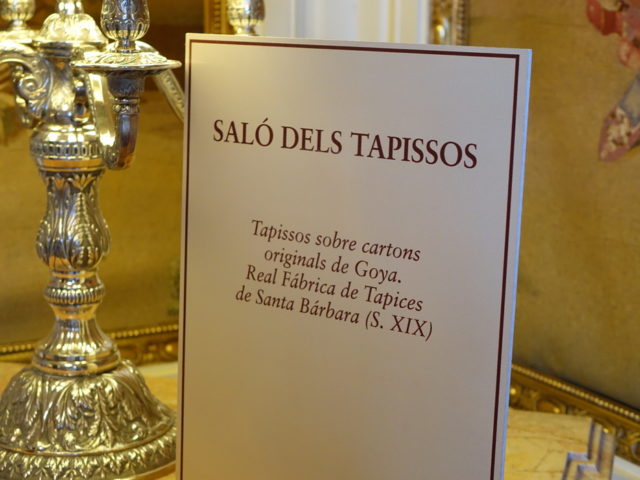 SALÓ DELS TAPISSOS
Tapissos sobre cartons
originals de Goya.
Real Fábrica de Tapices
de Santa Bárbara (S. XIX)